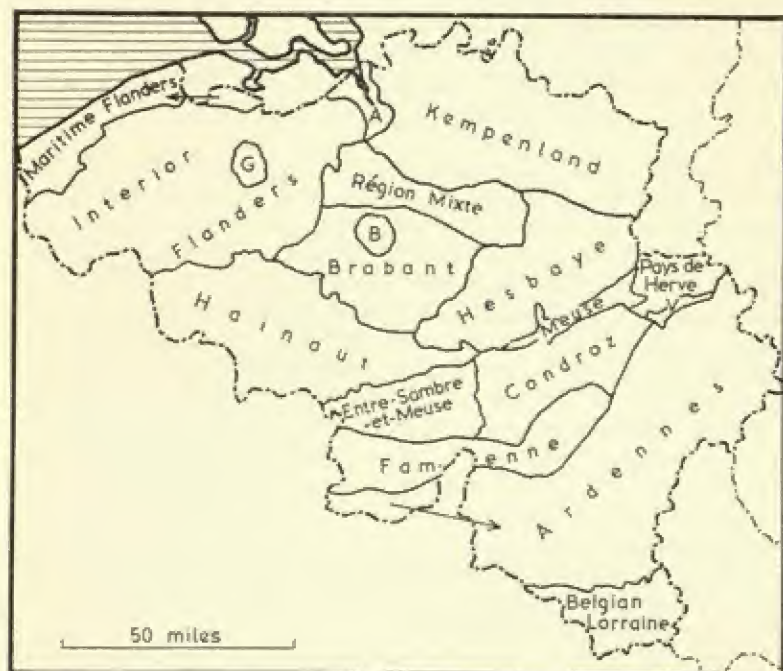 Maritime Flanders
A
Kempenland
Interior
Flanders
G
Région Mixte
B
Brabant
Hesbaye
Pays de
Herve
V
Meuse
Hainaut
Condroz
Entre-Sambre
-et-Meuse
Famenne
Ardennes
Belgian
Lorraine
50 miles